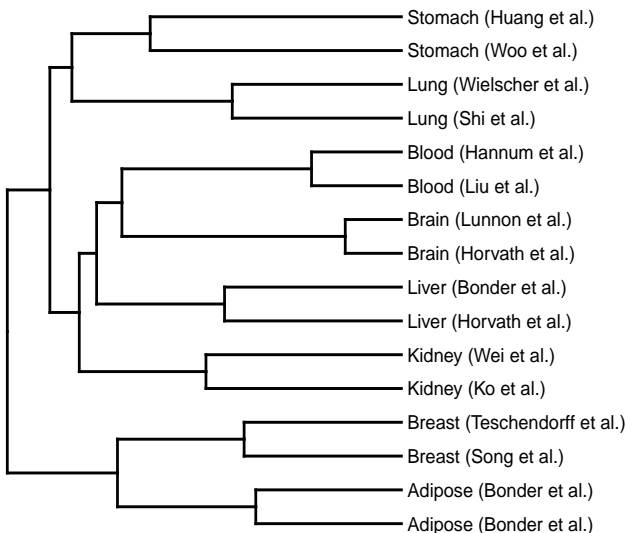 Stomach (Huang et al.)
Stomach (Woo et al.)
Lung (Wielscher et al.)
Lung (Shi et al.)
Blood (Hannum et al.)
Blood (Liu et al.)
Brain (Lunnon et al.)
Brain (Horvath et al.)
Liver (Bonder et al.)
Liver (Horvath et al.)
Kidney (Wei et al.)
Kidney (Ko et al.)
Breast (Teschendorff et al.)
Breast (Song et al.)
Adipose (Bonder et al.)
Adipose (Bonder et al.)